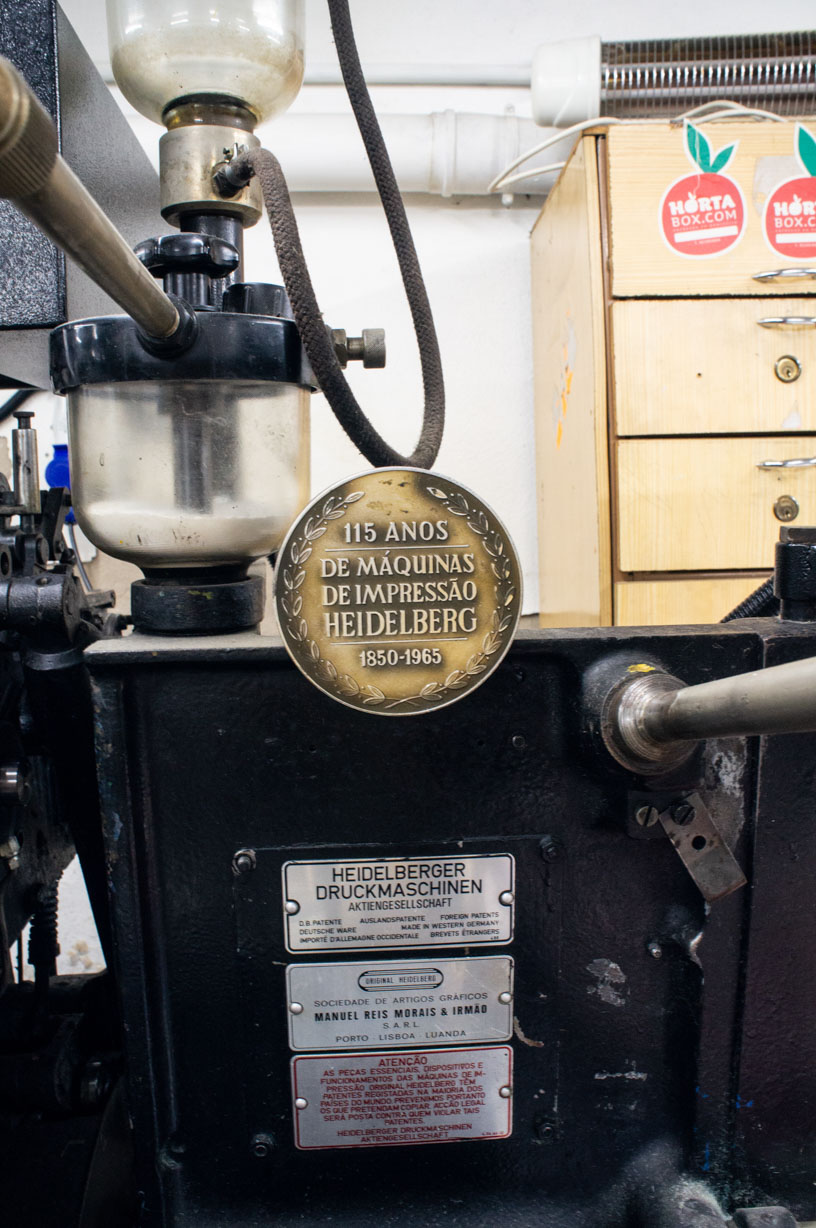 HORTA
BOX.COM
HORT
BOX.C
115 ANOS
DE MÁQUINAS
DE IMPRESSÃO
HEIDELBERG
1850-1965
HEIDELBERGER
DRUCKMASCHINEN
AKTIENGESELLSCHAFT
D.B. PATENTE AUSLANDSPATENTE FOREIGN PATENTS
DEUTSCHE WARE MADE IN WESTERN GERMANY
IMPORTÉ D'ALLEMAGNE OCCIDENTALE BREVETS ÉTRANGERS
ORIGINAL HEIDELBERG
SOCIEDADE DE ARTIGOS GRÁFICOS
MANUEL REIS MORAIS & IRMÃO
S.A.R.L.
PORTO - LISBOA - LUANDA
ATENÇÃO
AS PEÇAS ESSENCIAIS, DISPOSITIVOS E
FUNCIONAMENTOS DAS MÁQUINAS DE IM-
PRESSÃO ORIGINAL HEIDELBERG TÊM
PATENTES REGISTADAS NA MAIORIA DOS
PAÍSES DO MUNDO. PREVENIMOS PORTANTO
OS QUE PRETENDAM COPIAR. ACÇÃO LEGAL
SERÁ POSTA CONTRA QUEM VIOLAR TAIS
PATENTES.
HEIDELBERGER DRUCKMASCHINEN
AKTIENGESELLSCHAFT